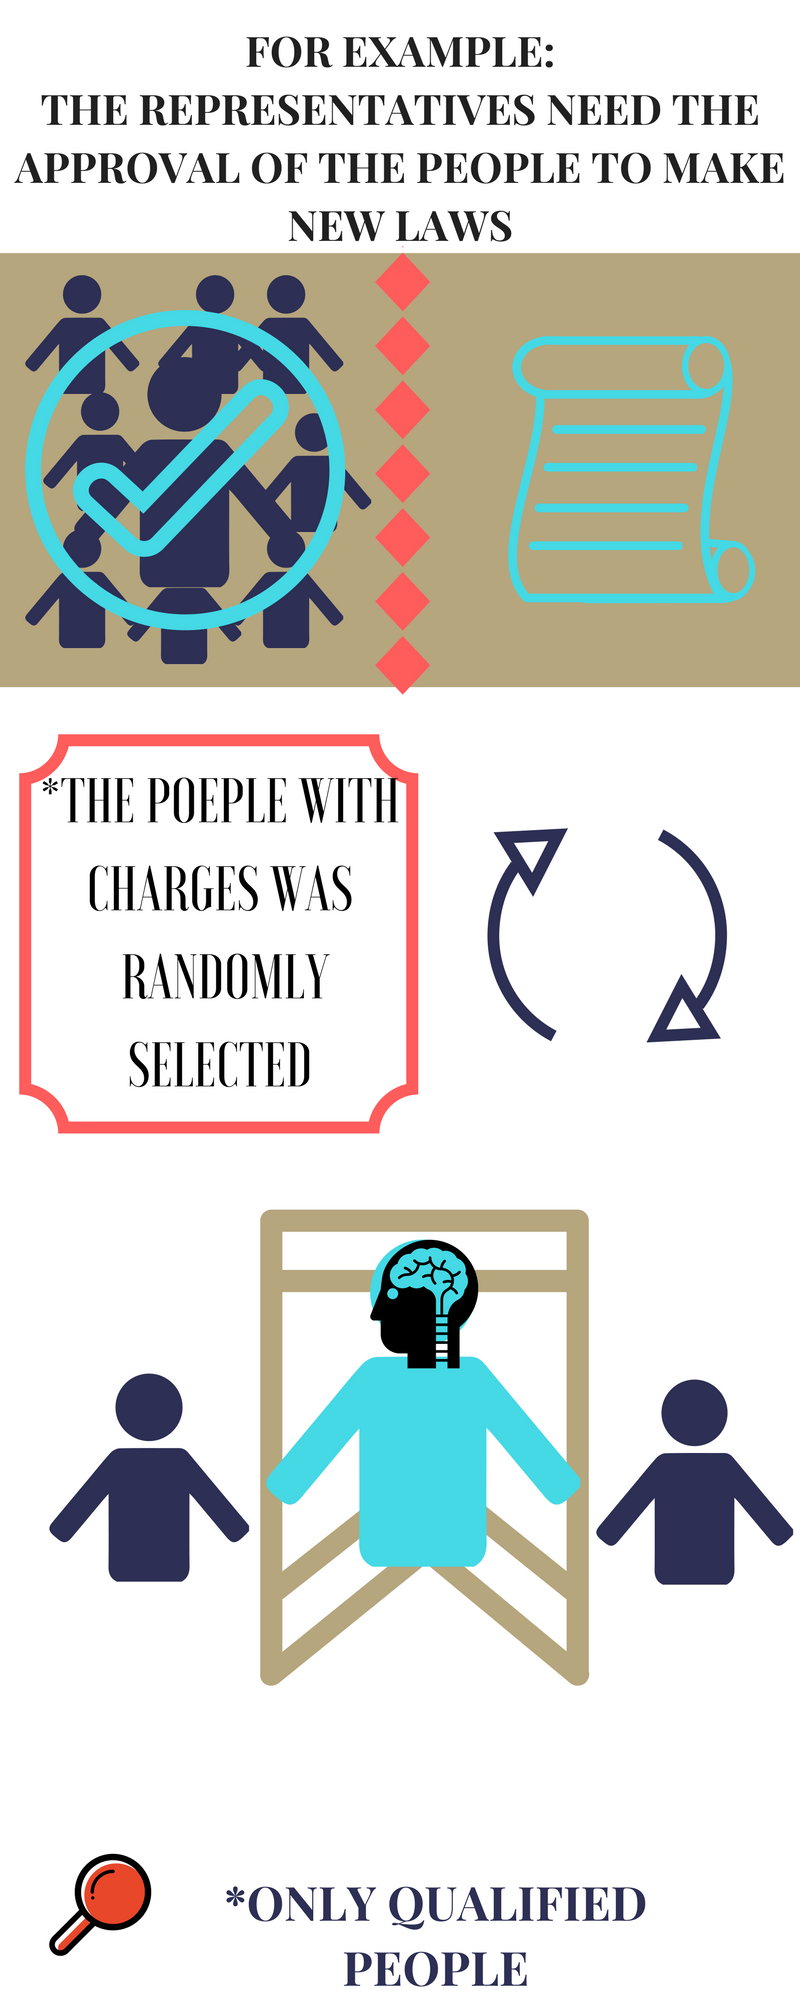 FOR EXAMPLE:
THE REPRESENTATIVES NEED THE
APPROVAL OF THE PEOPLE TO MAKE
NEW LAWS
*THE POEPLE WITH
CHARGES WAS
RANDOMLY
SELECTED
*ONLY QUALIFIED
PEOPLE